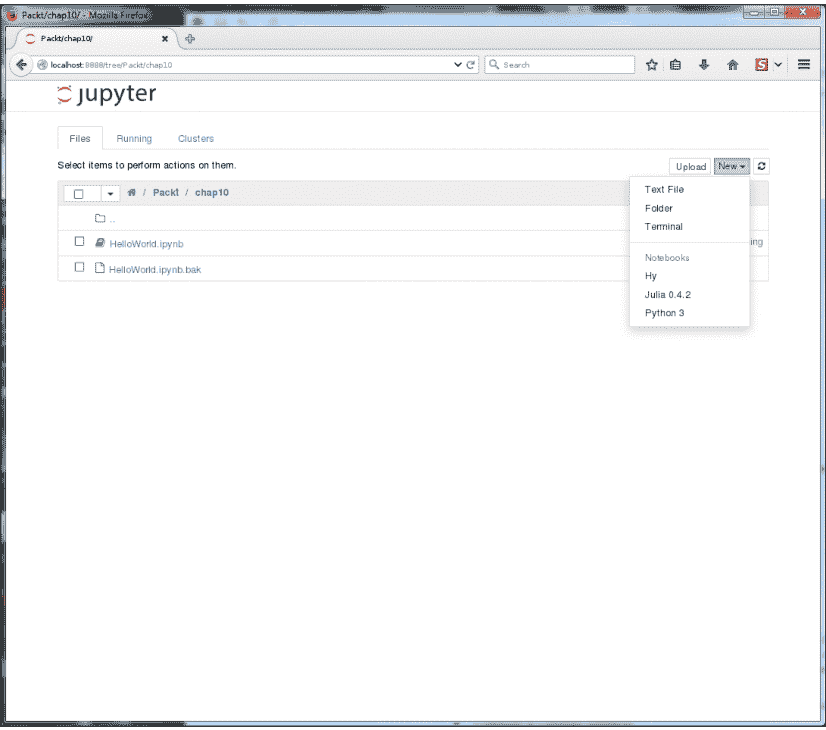 Packt/chap10/ - Mozilla Firefox
Packt/chap10/
localhost:8888/tree/Packt/chap10
Search
S
jupyter
Files Running Clusters
Select items to perform actions on them.
Upload New
/ Packt / chap10
..
HelloWorld.ipynb
ing
HelloWorld.ipynb.bak
Text File
Folder
Terminal
Notebooks
Hy
Julia 0.4.2
Python 3